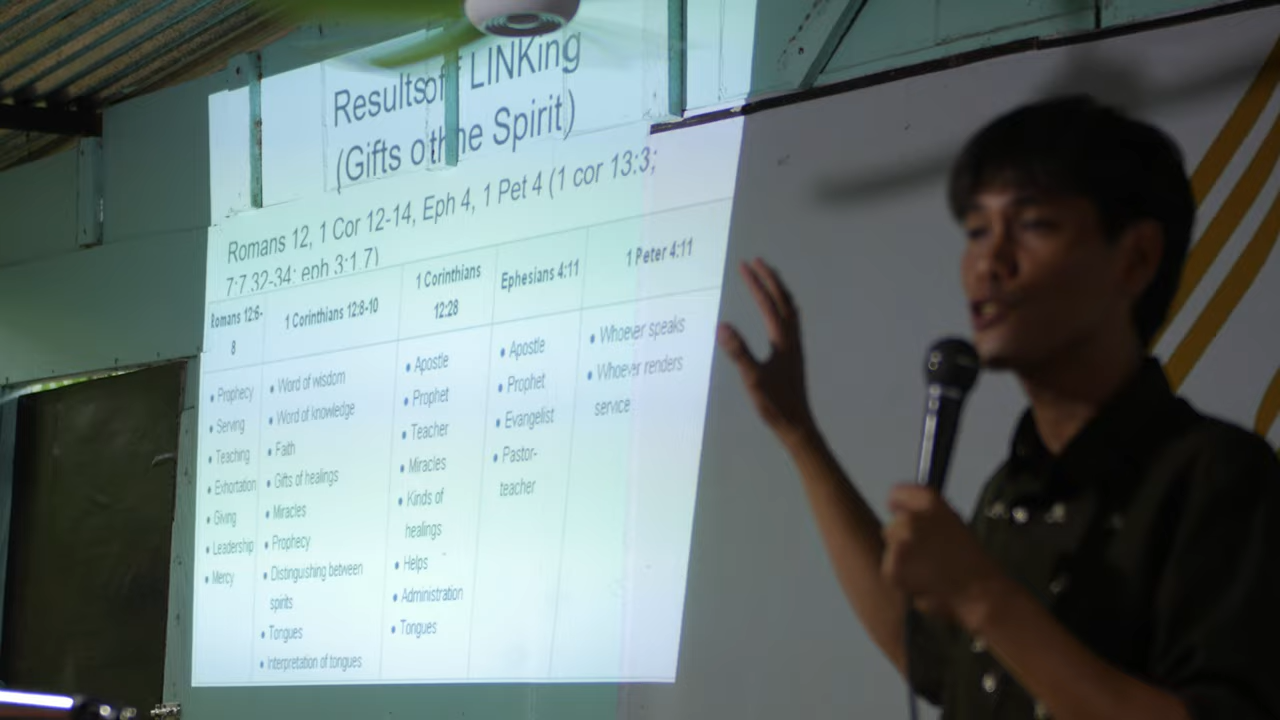 Results of LINKing
(Gifts o the Spirit)
Romans 12, 1 Cor 12-14, Eph 4, 1 Pet 4 (1 cor 13:3;
7:7,32-34; eph 3:1,7)
Romans 12:6-
8
1 Corinthians 12:8-10
1 Corinthians
12:28
Ephesians 4:11
1 Peter 4:11
• Prophecy
• Serving
• Teaching
• Exhortation
• Giving
• Leadership
• Mercy
• Word of wisdom
• Word of knowledge
• Faith
• Gifts of healings
• Miracles
• Prophecy
• Distinguishing between
spirits
• Tongues
• Interpretation of tongues
• Apostle
• Prophet
• Teacher
• Miracles
• Kinds of
healings
• Helps
• Administration
• Tongues
• Apostle
• Prophet
• Evangelist
• Pastor-
teacher
• Whoever speaks
• Whoever renders
service